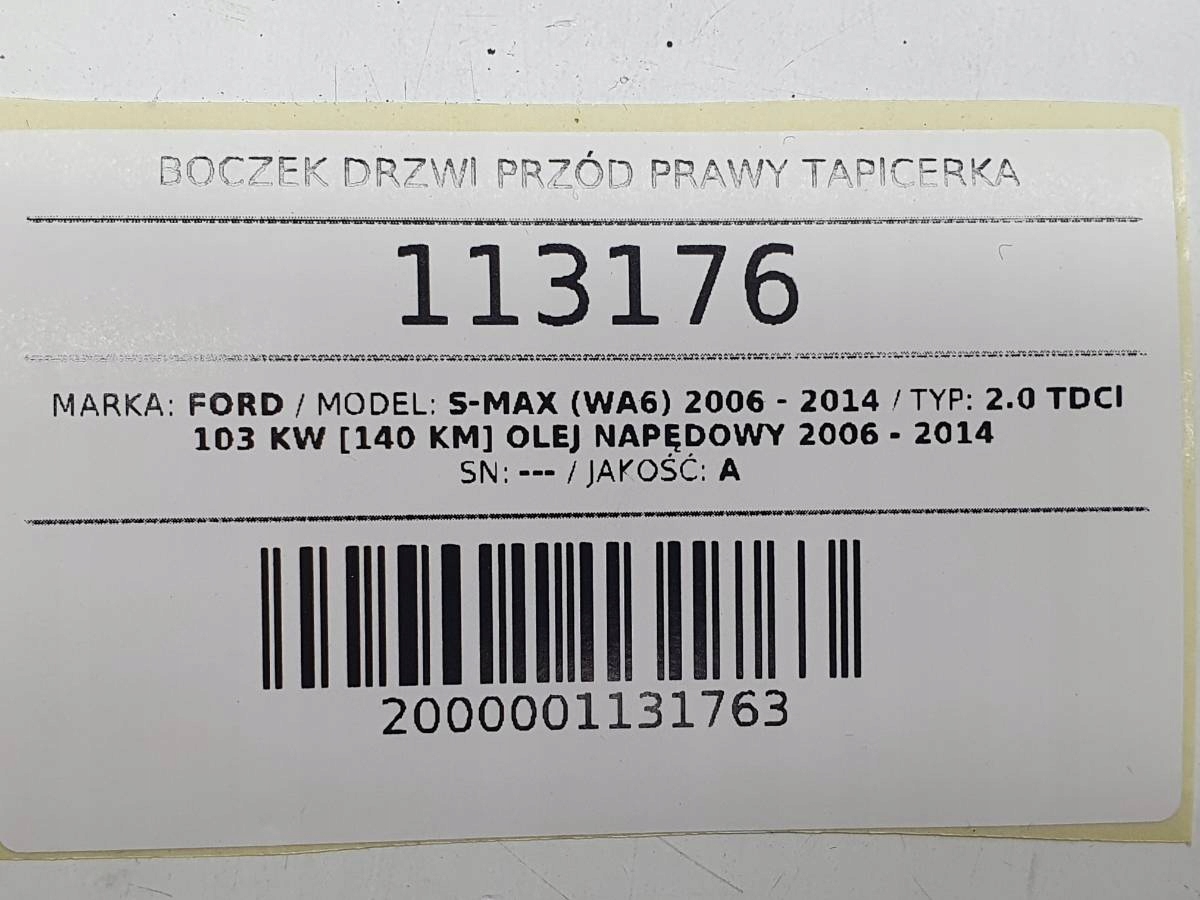 BOCZEK DRZWI PRZÓD PRAWY TAPICERKA
113176
MARKA: FORD / MODEL: S-MAX (WA6) 2006 - 2014 / TYP: 2.0 TDCI
103 KW [140 KM] OLEJ NAPĘDOWY 2006 - 2014
SN: --- / JAKOŚĆ: A
2000001131763